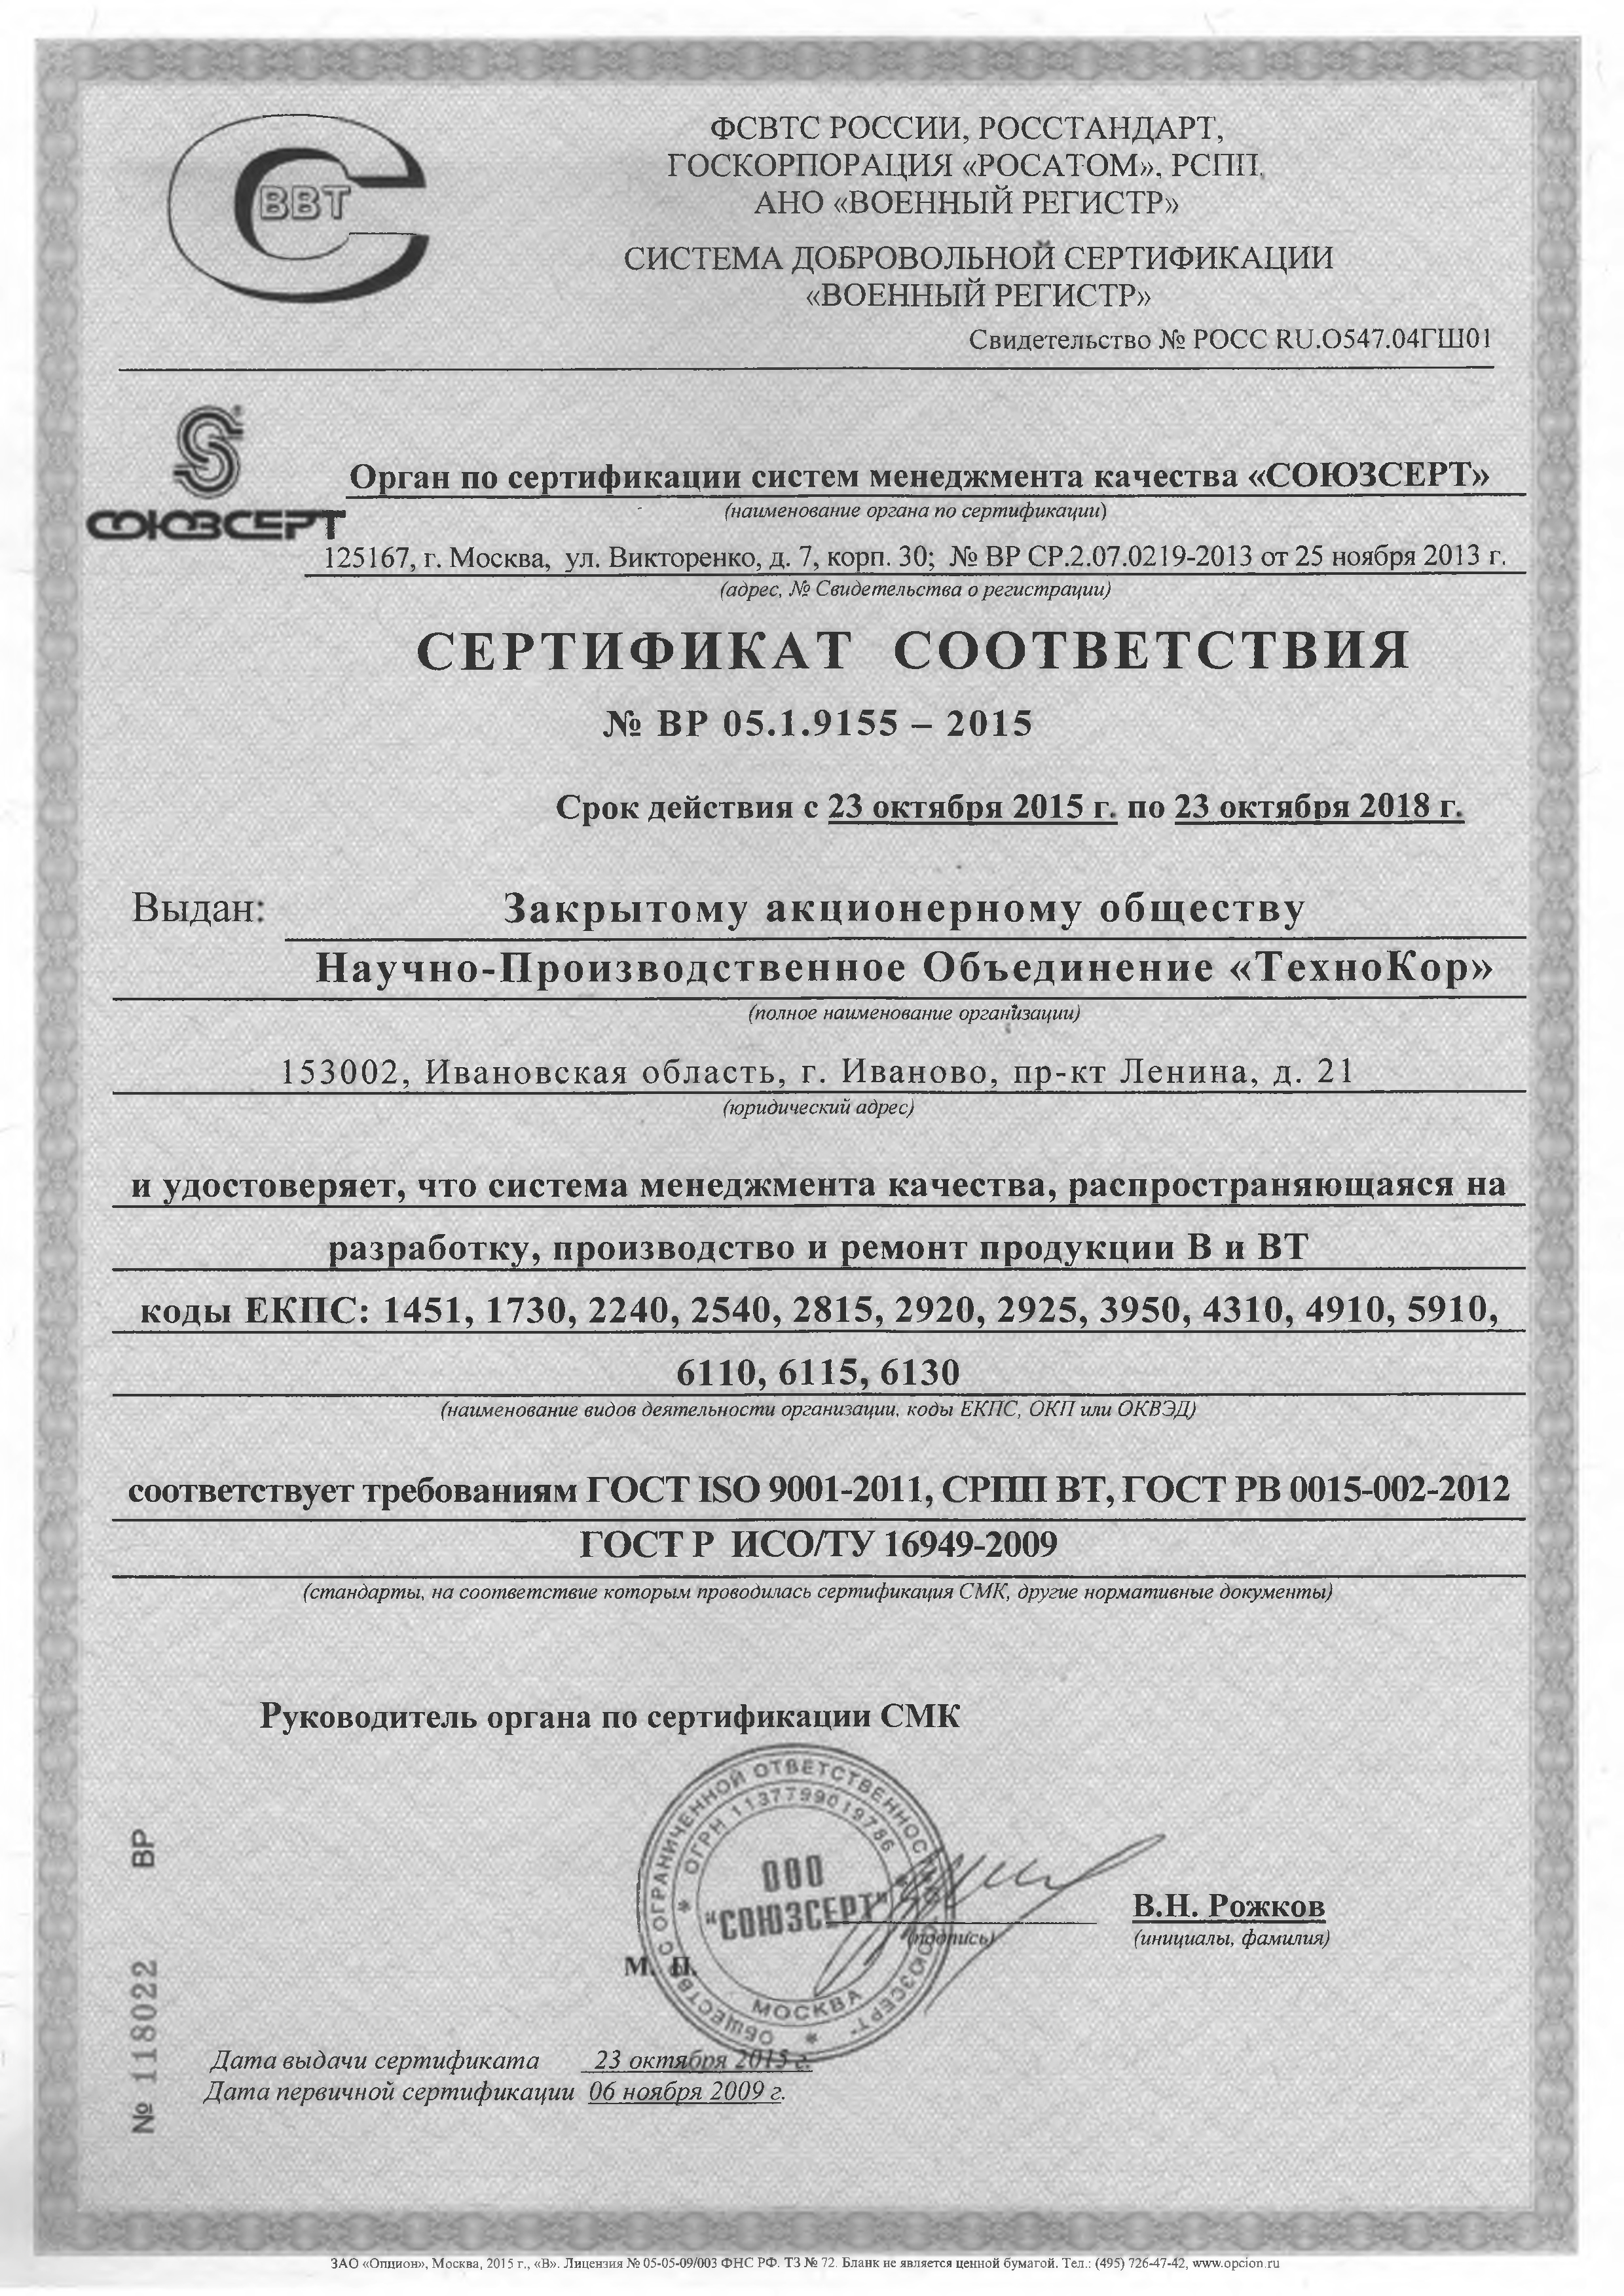 ФСВТС РОССИИ, РОССТАНДАРТ,
ГОСКОРПОРАЦИЯ «РОСАТОМ», РСПП,
АНО «ВОЕННЫЙ РЕГИСТР»
СИСТЕМА ДОБРОВОЛЬНОЙ СЕРТИФИКАЦИИ
«ВОЕННЫЙ РЕГИСТР»
ВВТ
Свидетельство № РОСС RU.О547.04ГШ01
СОЮЗСЕРТ
Орган по сертификации систем менеджмента качества «СОЮЗСЕРТ»
(наименование органа по сертификации)
125167, г. Москва, ул. Викторенко, д. 7, корп. 30; № ВР СР.2.07.0219-2013 от 25 ноября 2013 г.
(адрес, № Свидетельства о регистрации)
СЕРТИФИКАТ СООТВЕТСТВИЯ
№ ВР 05.1.9155 – 2015
Срок действия с 23 октября 2015 г. по 23 октября 2018 г.
Выдан: Закрытому акционерному обществу
Научно-Производственное Объединение «ТехноКор»
(полное наименование организации)
153002, Ивановская область, г. Иваново, пр-кт Ленина, д. 21
(юридический адрес)
и удостоверяет, что система менеджмента качества, распространяющаяся на
разработку, производство и ремонт продукции В и ВТ
коды ЕКПС: 1451, 1730, 2240, 2540, 2815, 2920, 2925, 3950, 4310, 4910, 5910,
6110, 6115, 6130
(наименование видов деятельности организации, коды ЕКПС, ОКП или ОКВЭД)
соответствует требованиям ГОСТ ISO 9001-2011, СРПП ВТ, ГОСТ РВ 0015-002-2012
ГОСТ Р ИСО/ТУ 16949-2009
(стандарты, на соответствие которым проводилась сертификация СМК, другие нормативные документы)
Руководитель органа по сертификации СМК
ОБЩЕСТВО С ОГРАНИЧЕННОЙ ОТВЕТСТВЕННОСТЬЮ "СОЮЗСЕРТ"
ОГРН 1137799019786
ООО
"СОЮЗСЕРТ"
МОСКВА
В.Н. Рожков
(подпись)
(инициалы, фамилия)
М. П.
Дата выдачи сертификата 23 октября 2015 г.
Дата первичной сертификации 06 ноября 2009 г.
№ 118022 ВР
ЗАО «Опцион», Москва, 2015 г., «В». Лицензия № 05-05-09/003 ФНС РФ. ТЗ № 72. Бланк не является ценной бумагой. Тел.: (495) 726-47-42, www.opcion.ru